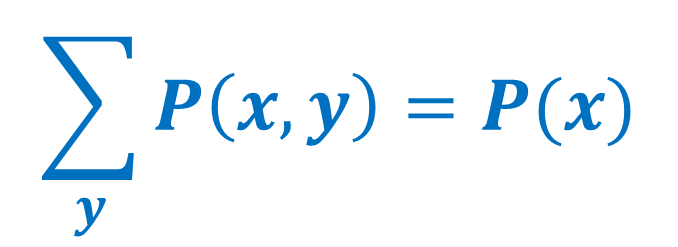 ∑ P(x, y) = P(x)
y